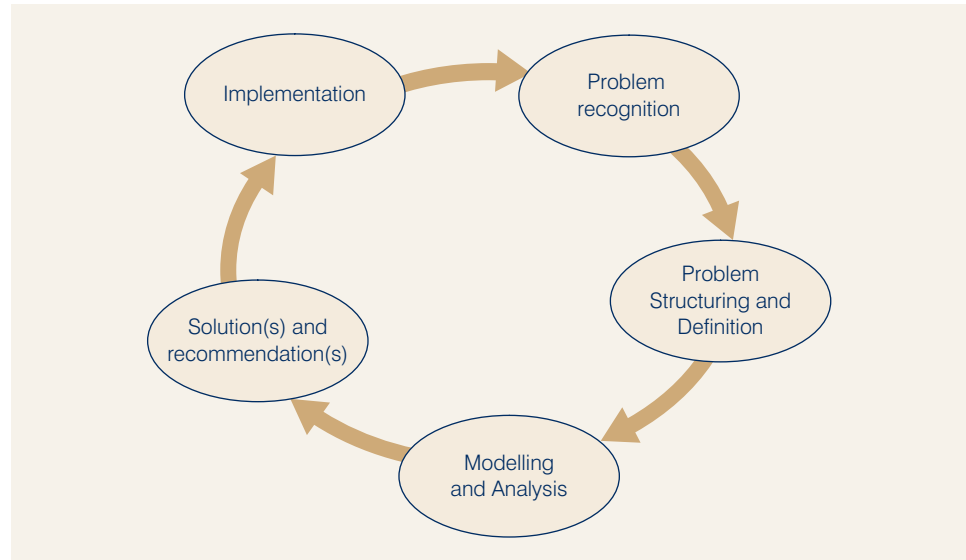 Implementation
Problem
recognition
Problem
Structuring and
Definition
Modelling
and Analysis
Solution(s) and
recommendation(s)